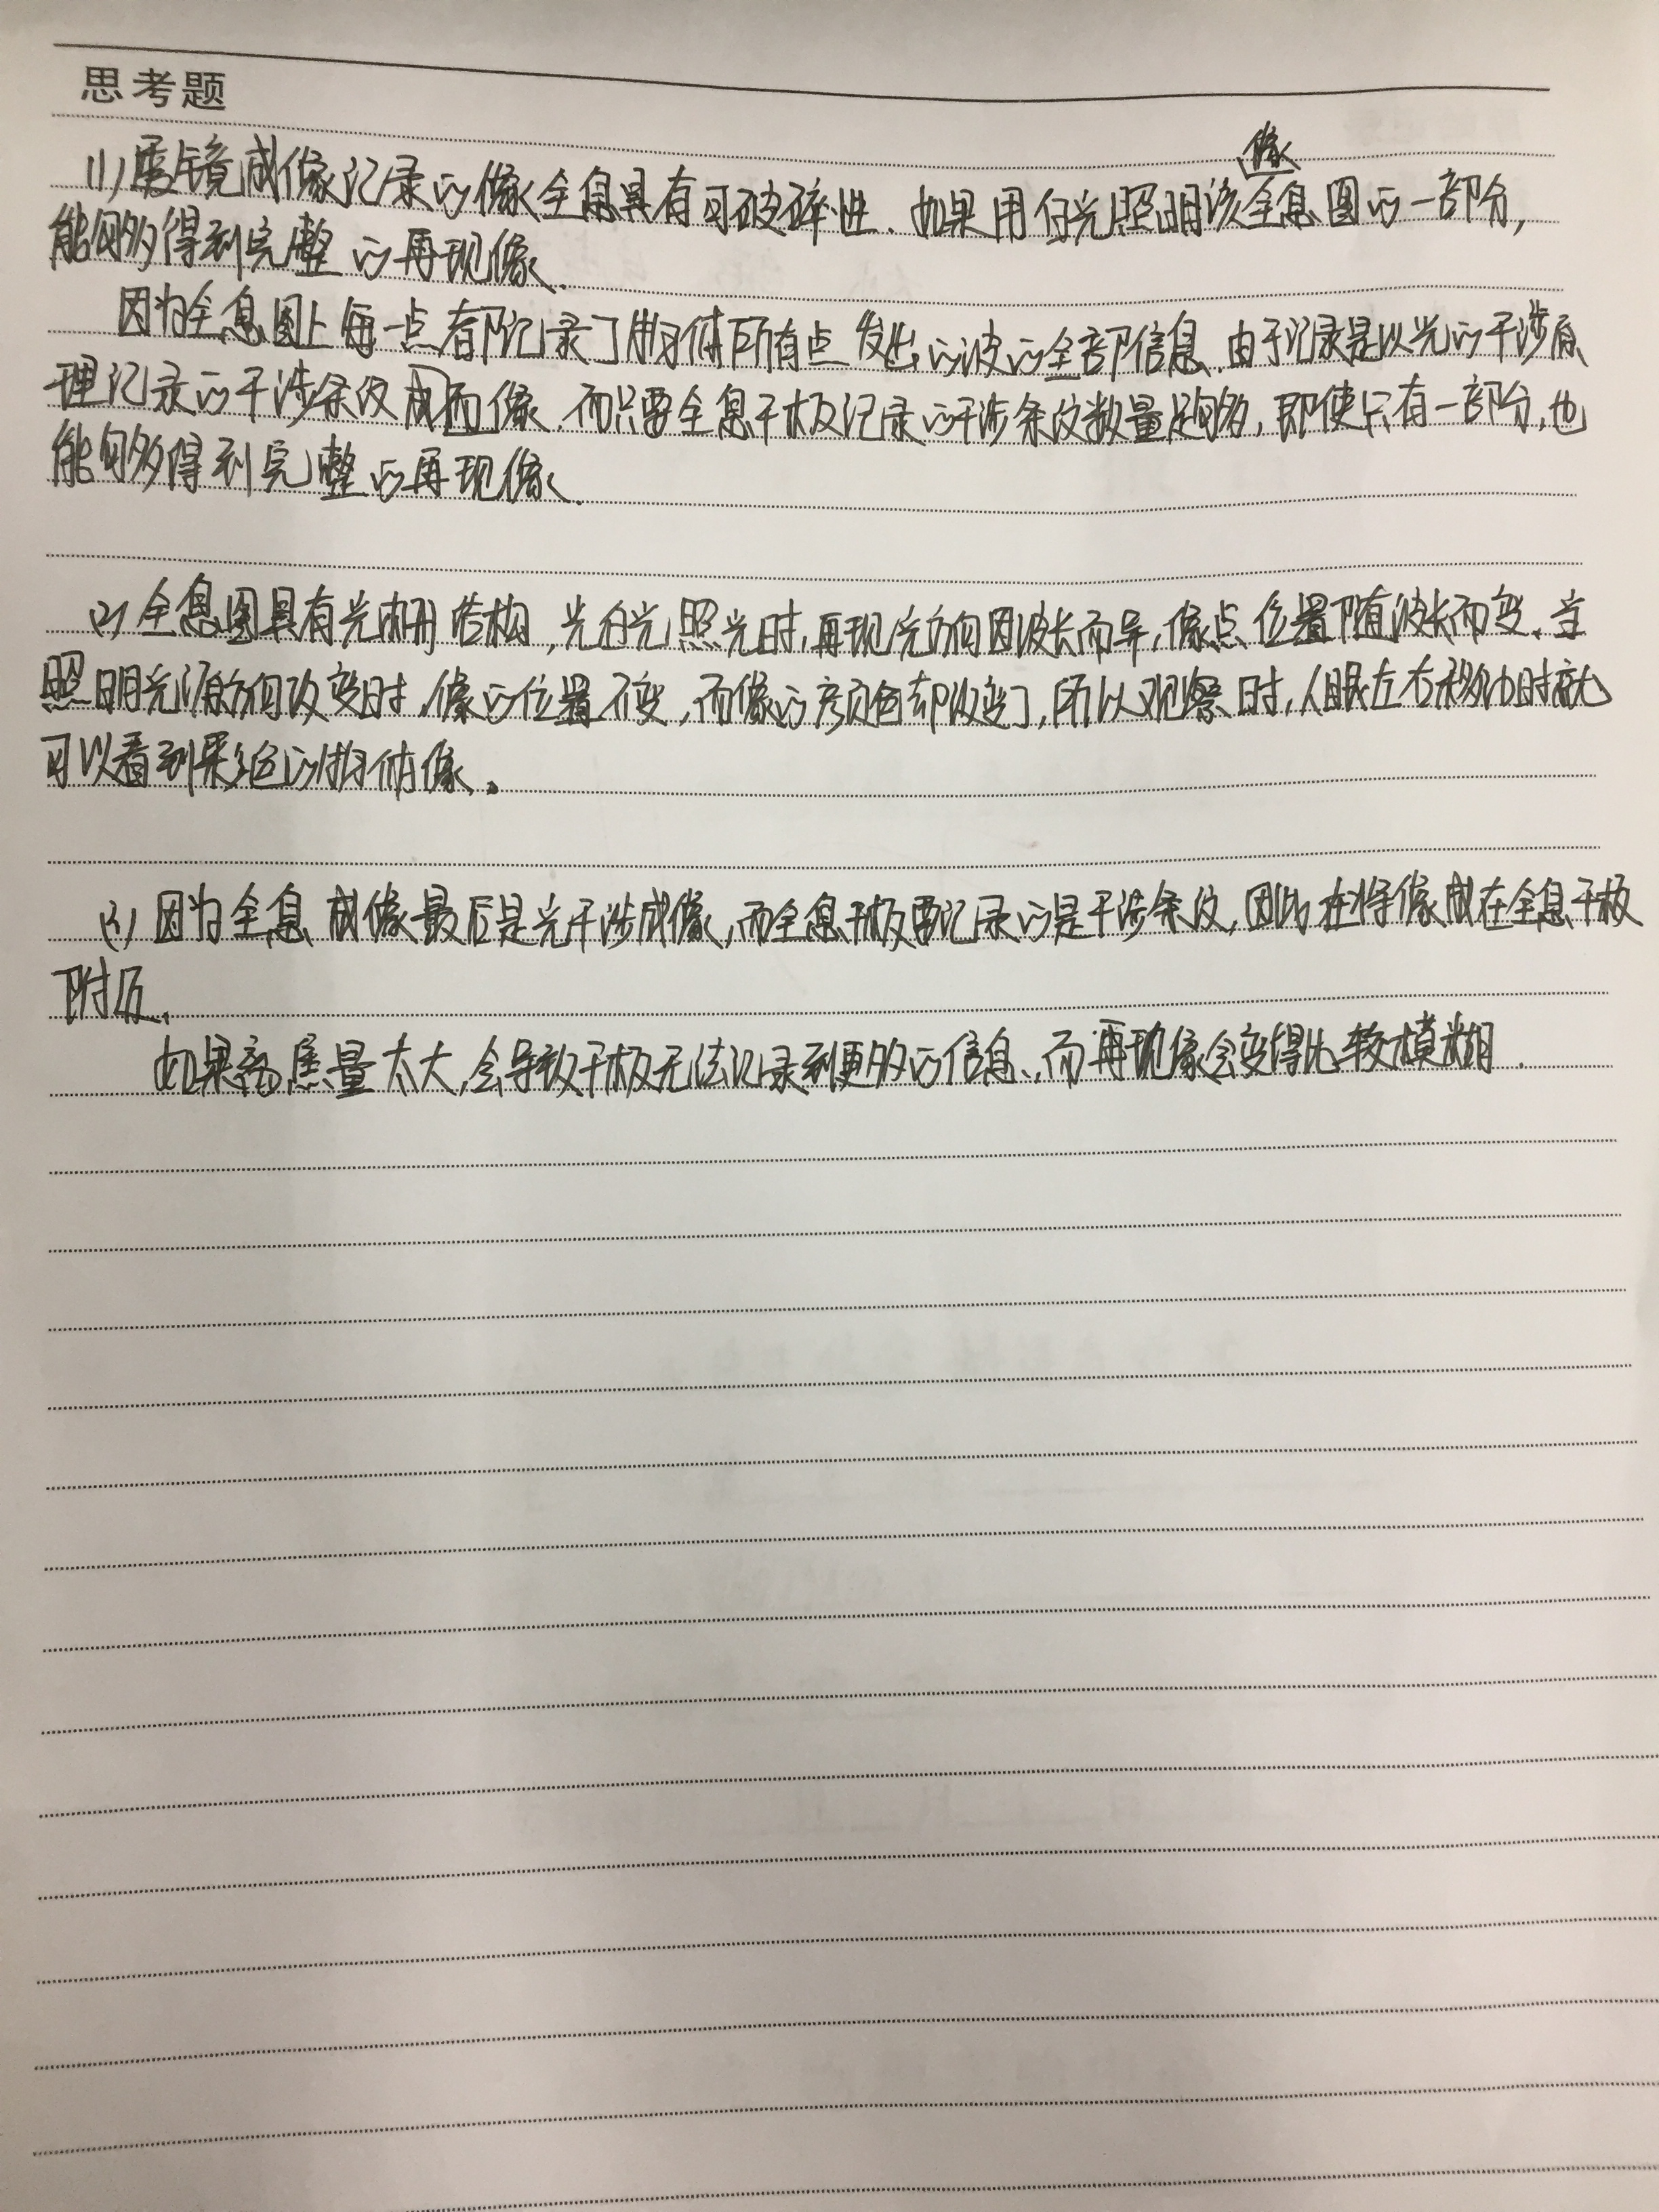 思考题
像
(1) 透镜成像记录的像全息具有可破碎性. 如果用白光照明该全息图的一部分,
能够多得到完整的再现像.
因为全息图上每一点都记录了物体所有点发出的波的全部信息. 由于记录是以光的干涉原
理记录的干涉条纹成而像. 而只要全息干板记录的干涉条纹数量足够多, 即使只有一部分, 也
能够得到完整的再现像.
(2) 全息图具有光栅结构, 光白光照光时, 再现光方向因波长而异, 像点位置随波长而变. 当
照明光源方向改变时, 像的位置不变, 而像的颜色却改变了, 所以观察时, 人眼左右移动时就
可以看到彩色的物体像。
(3) 因为全息成像最后是光干涉成像, 而全息干板要记录的是干涉条纹, 因此在将像成在全息干板
附近.
如果离焦量太大, 会导致干板无法记录到更多的信息, 而再现像会变得比较模糊.